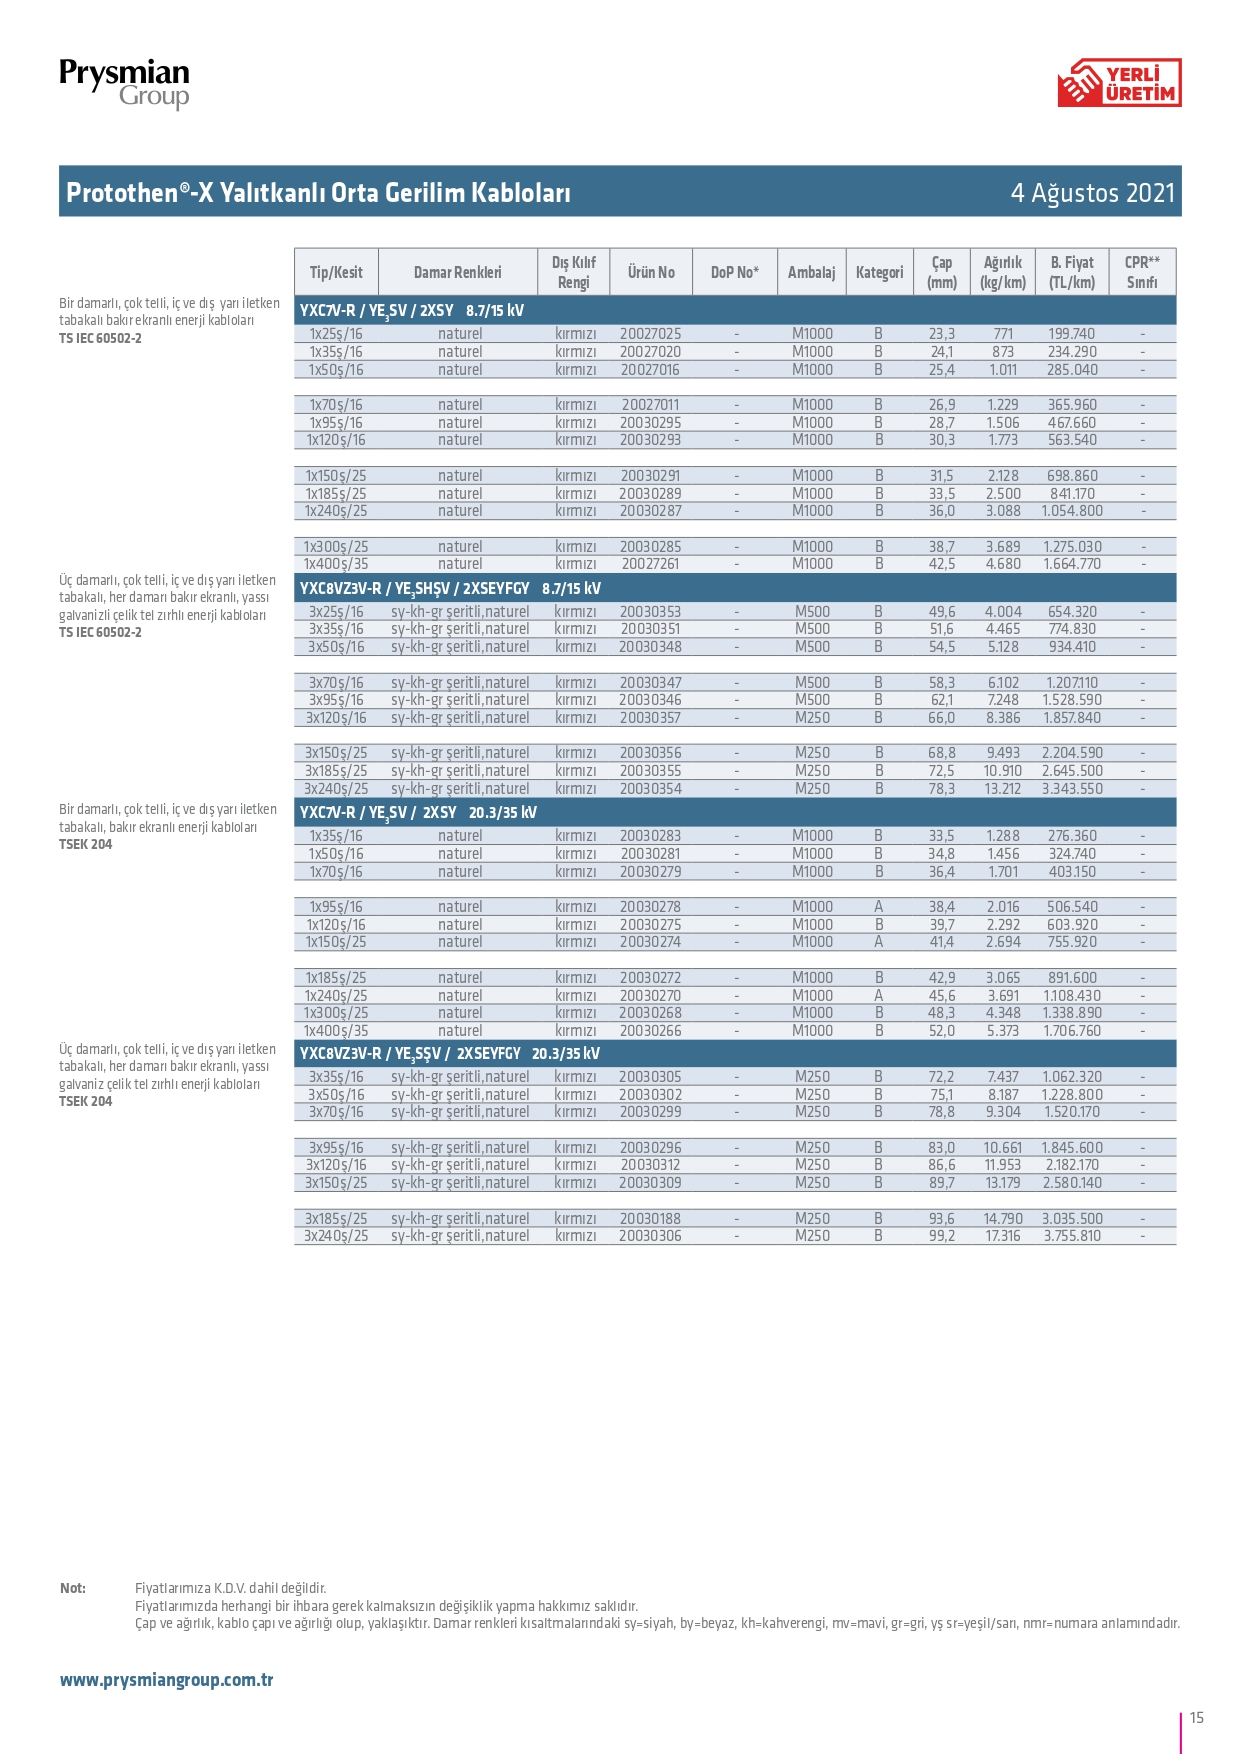 Prysmian
Group
YERLİ
ÜRETİM
Protothen®-X Yalıtkanlı Orta Gerilim Kabloları 4 Ağustos 2021
Tip/Kesit Damar Renkleri Dış Kılıf Rengi Ürün No DoP No* Ambalaj Kategori Çap (mm) Ağırlık (kg/km) B. Fiyat (TL/km) CPR** Sınıfı
Bir damarlı, çok telli, iç ve dış yarı iletken
tabakalı bakır ekranlı enerji kabloları
TS IEC 60502-2
YXC7V-R / YE3SV / 2XSY 8.7/15 kV
1x25ş/16 naturel kırmızı 20027025 - M1000 B 23,3 771 199.740 -
1x35ş/16 naturel kırmızı 20027020 - M1000 B 24,1 873 234.290 -
1x50ş/16 naturel kırmızı 20027016 - M1000 B 25,4 1.011 285.040 -
1x70ş/16 naturel kırmızı 20027011 - M1000 B 26,9 1.229 365.960 -
1x95ş/16 naturel kırmızı 20030295 - M1000 B 28,7 1.506 467.660 -
1x120ş/16 naturel kırmızı 20030293 - M1000 B 30,3 1.773 563.540 -
1x150ş/25 naturel kırmızı 20030291 - M1000 B 31,5 2.128 698.860 -
1x185ş/25 naturel kırmızı 20030289 - M1000 B 33,5 2.500 841.170 -
1x240ş/25 naturel kırmızı 20030287 - M1000 B 36,0 3.088 1.054.800 -
1x300ş/25 naturel kırmızı 20030285 - M1000 B 38,7 3.689 1.275.030 -
1x400ş/35 naturel kırmızı 20027261 - M1000 B 42,5 4.680 1.664.770 -
Üç damarlı, çok telli, iç ve dış yarı iletken
tabakalı, her damarı bakır ekranlı, yassı
galvanizli çelik tel zırhlı enerji kabloları
TS IEC 60502-2
YXC8VZ3V-R / YE3SHŞV / 2XSEYFGY 8.7/15 kV
3x25ş/16 sy-kh-gr şeritli,naturel kırmızı 20030353 - M500 B 49,6 4.004 654.320 -
3x35ş/16 sy-kh-gr şeritli,naturel kırmızı 20030351 - M500 B 51,6 4.465 774.830 -
3x50ş/16 sy-kh-gr şeritli,naturel kırmızı 20030348 - M500 B 54,5 5.128 934.410 -
3x70ş/16 sy-kh-gr şeritli,naturel kırmızı 20030347 - M500 B 58,3 6.102 1.207.110 -
3x95ş/16 sy-kh-gr şeritli,naturel kırmızı 20030346 - M500 B 62,1 7.248 1.528.590 -
3x120ş/16 sy-kh-gr şeritli,naturel kırmızı 20030357 - M250 B 66,0 8.386 1.857.840 -
3x150ş/25 sy-kh-gr şeritli,naturel kırmızı 20030356 - M250 B 68,8 9.493 2.204.590 -
3x185ş/25 sy-kh-gr şeritli,naturel kırmızı 20030355 - M250 B 72,5 10.910 2.645.500 -
3x240ş/25 sy-kh-gr şeritli,naturel kırmızı 20030354 - M250 B 78,3 13.212 3.343.550 -
Bir damarlı, çok telli, iç ve dış yarı iletken
tabakalı, bakır ekranlı enerji kabloları
TSEK 204
YXC7V-R / YE3SV / 2XSY 20.3/35 kV
1x35ş/16 naturel kırmızı 20030283 - M1000 B 33,5 1.288 276.360 -
1x50ş/16 naturel kırmızı 20030281 - M1000 B 34,8 1.456 324.740 -
1x70ş/16 naturel kırmızı 20030279 - M1000 B 36,4 1.701 403.150 -
1x95ş/16 naturel kırmızı 20030278 - M1000 A 38,4 2.016 506.540 -
1x120ş/16 naturel kırmızı 20030275 - M1000 B 39,7 2.292 603.920 -
1x150ş/25 naturel kırmızı 20030274 - M1000 A 41,4 2.694 755.920 -
1x185ş/25 naturel kırmızı 20030272 - M1000 B 42,9 3.065 891.600 -
1x240ş/25 naturel kırmızı 20030270 - M1000 A 45,6 3.691 1.108.430 -
1x300ş/25 naturel kırmızı 20030268 - M1000 B 48,3 4.348 1.338.890 -
1x400ş/35 naturel kırmızı 20030266 - M1000 B 52,0 5.373 1.706.760 -
Üç damarlı, çok telli, iç ve dış yarı iletken
tabakalı, her damarı bakır ekranlı, yassı
galvaniz çelik tel zırhlı enerji kabloları
TSEK 204
YXC8VZ3V-R / YE3SŞV / 2XSEYFGY 20.3/35 kV
3x35ş/16 sy-kh-gr şeritli,naturel kırmızı 20030305 - M250 B 72,2 7.437 1.062.320 -
3x50ş/16 sy-kh-gr şeritli,naturel kırmızı 20030302 - M250 B 75,1 8.187 1.228.800 -
3x70ş/16 sy-kh-gr şeritli,naturel kırmızı 20030299 - M250 B 78,8 9.304 1.520.170 -
3x95ş/16 sy-kh-gr şeritli,naturel kırmızı 20030296 - M250 B 83,0 10.661 1.845.600 -
3x120ş/16 sy-kh-gr şeritli,naturel kırmızı 20030312 - M250 B 86,6 11.953 2.182.170 -
3x150ş/25 sy-kh-gr şeritli,naturel kırmızı 20030309 - M250 B 89,7 13.179 2.580.140 -
3x185ş/25 sy-kh-gr şeritli,naturel kırmızı 20030188 - M250 B 93,6 14.790 3.035.500 -
3x240ş/25 sy-kh-gr şeritli,naturel kırmızı 20030306 - M250 B 99,2 17.316 3.755.810 -
Not: Fiyatlarımıza K.D.V. dahil değildir.
Fiyatlarımızda herhangi bir ihbara gerek kalmaksızın değişiklik yapma hakkımız saklıdır.
Çap ve ağırlık, kablo çapı ve ağırlığı olup, yaklaşıktır. Damar renkleri kısaltmalarındaki sy=siyah, by=beyaz, kh=kahverengi, mv=mavi, gr=gri, yş sr=yeşil/sarı, nmr=numara anlamındadır.
www.prysmiangroup.com.tr
15